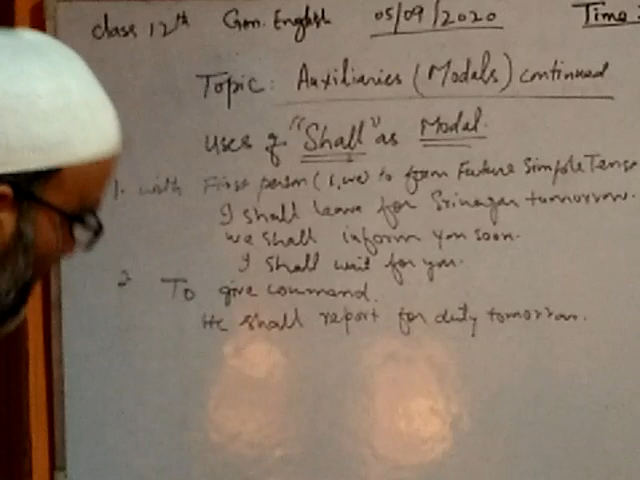 class 12th Gen. English 05/09/2020 Time:
Topic: Auxiliaries (Modals) continued
Uses of "Shall" as Modal.
1. with First person (I, we) to form Future Simple Tense
I shall leave for Srinagar tomorrow.
we shall inform you soon.
I shall wait for you.
2 To give command.
He shall report for duty tomorrow.